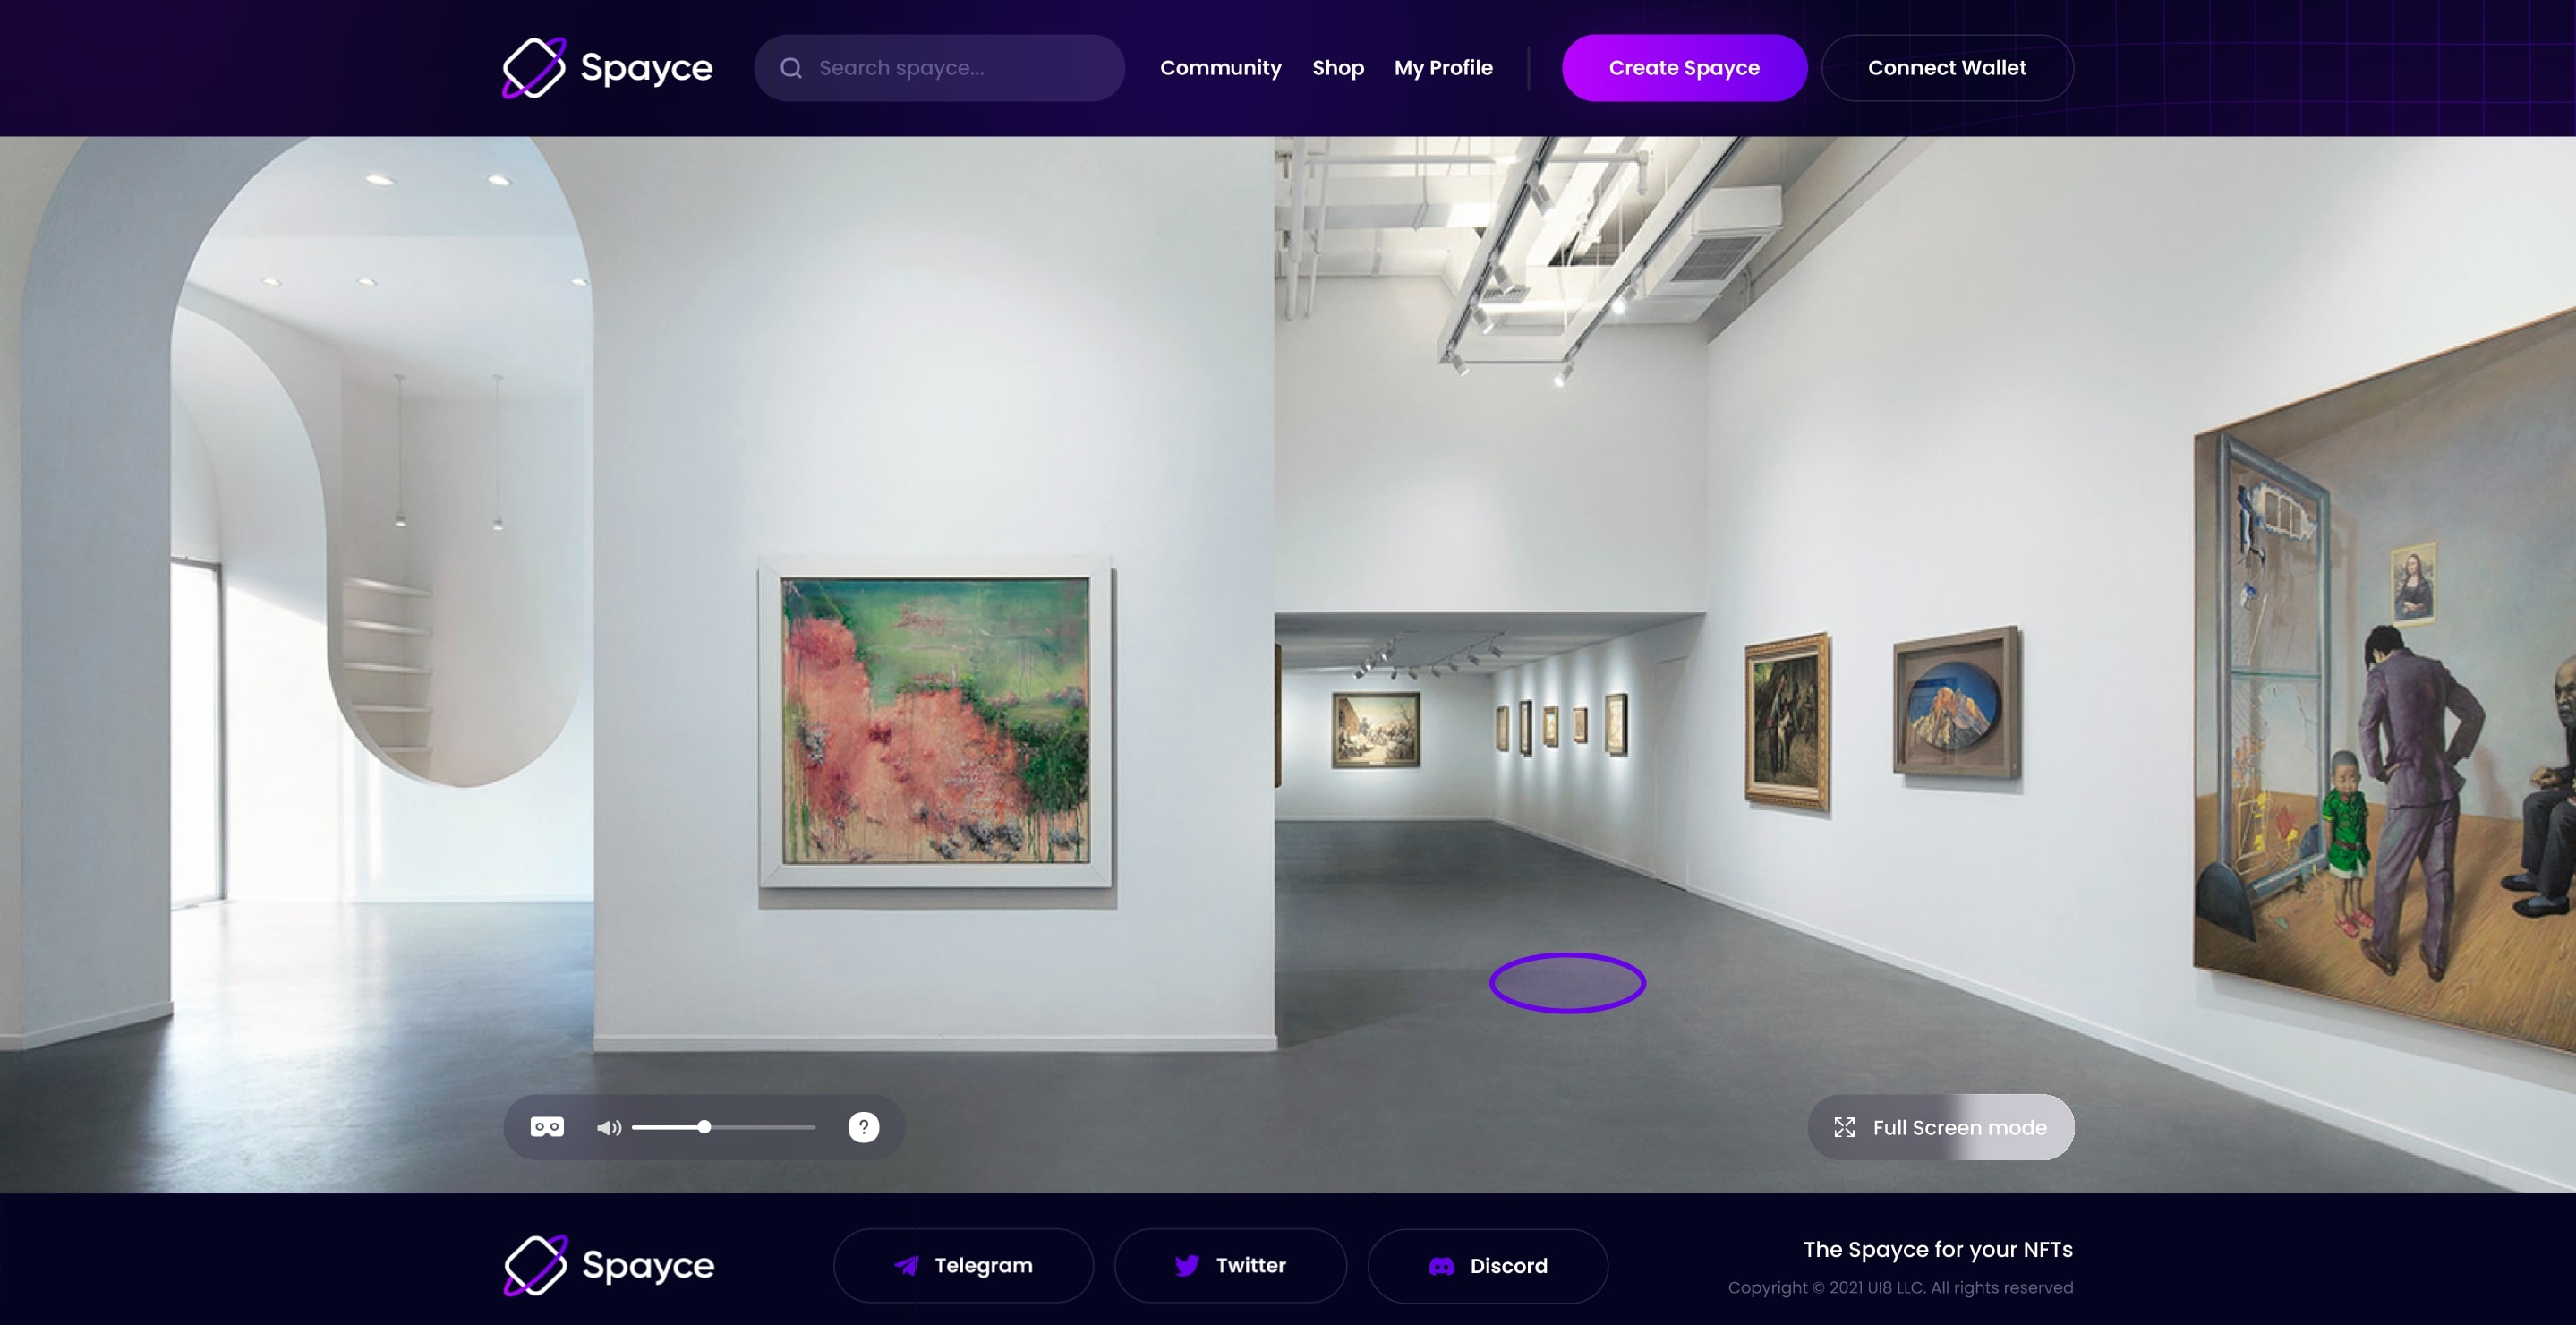 Spayce
Search spayce...
Community
Shop
My Profile
Create Spayce
Connect Wallet
?
Full Screen mode
Spayce
Telegram
Twitter
Discord
The Spayce for your NFTs
Copyright © 2021 UI8 LLC. All rights reserved